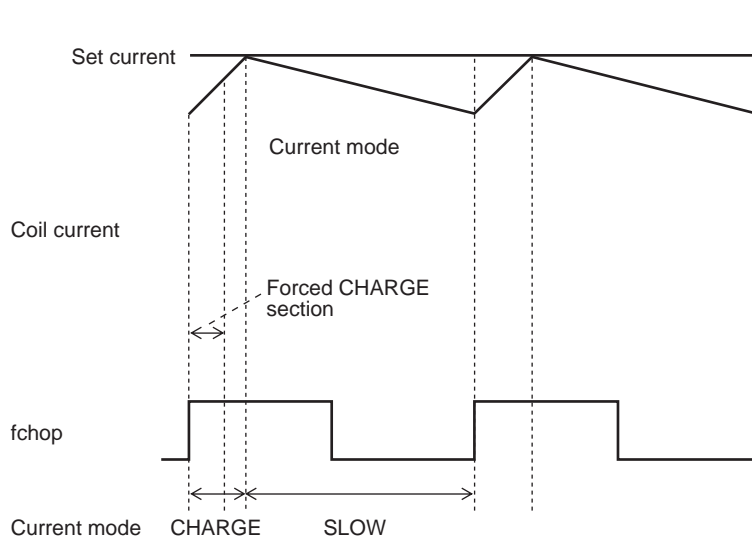 Set current
Current mode
Coil current
Forced CHARGE
section
fchop
Current mode CHARGE SLOW